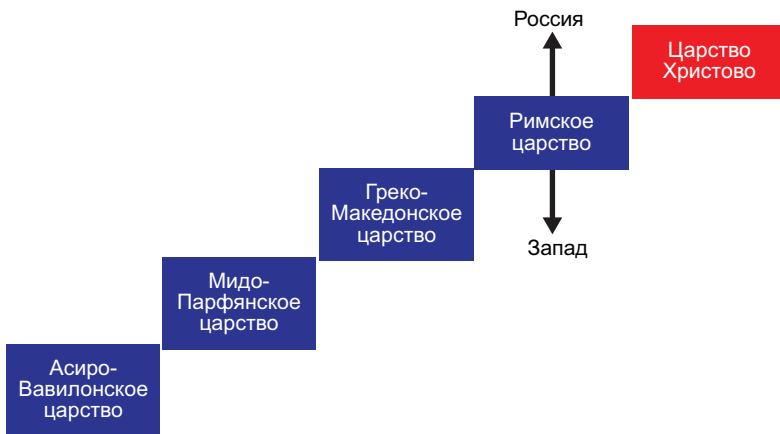 Россия
Царство
Христово
Римское
царство
Греко-
Македонское
царство
Запад
Мидо-
Парфянское
царство
Асиро-
Вавилонское
царство